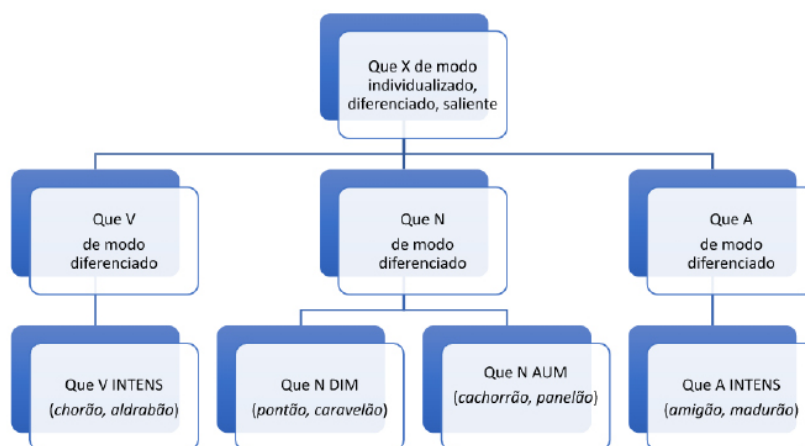 Que X de modo
individualizado,
diferenciado, saliente
Que V
de modo
diferenciado
Que N
de modo
diferenciado
Que A
de modo
diferenciado
Que V INTENS
(chorão, aldrabão)
Que N DIM
(pontão, caravelão)
Que N AUM
(cachorrão, panelão)
Que A INTENS
(amigão, madurão)